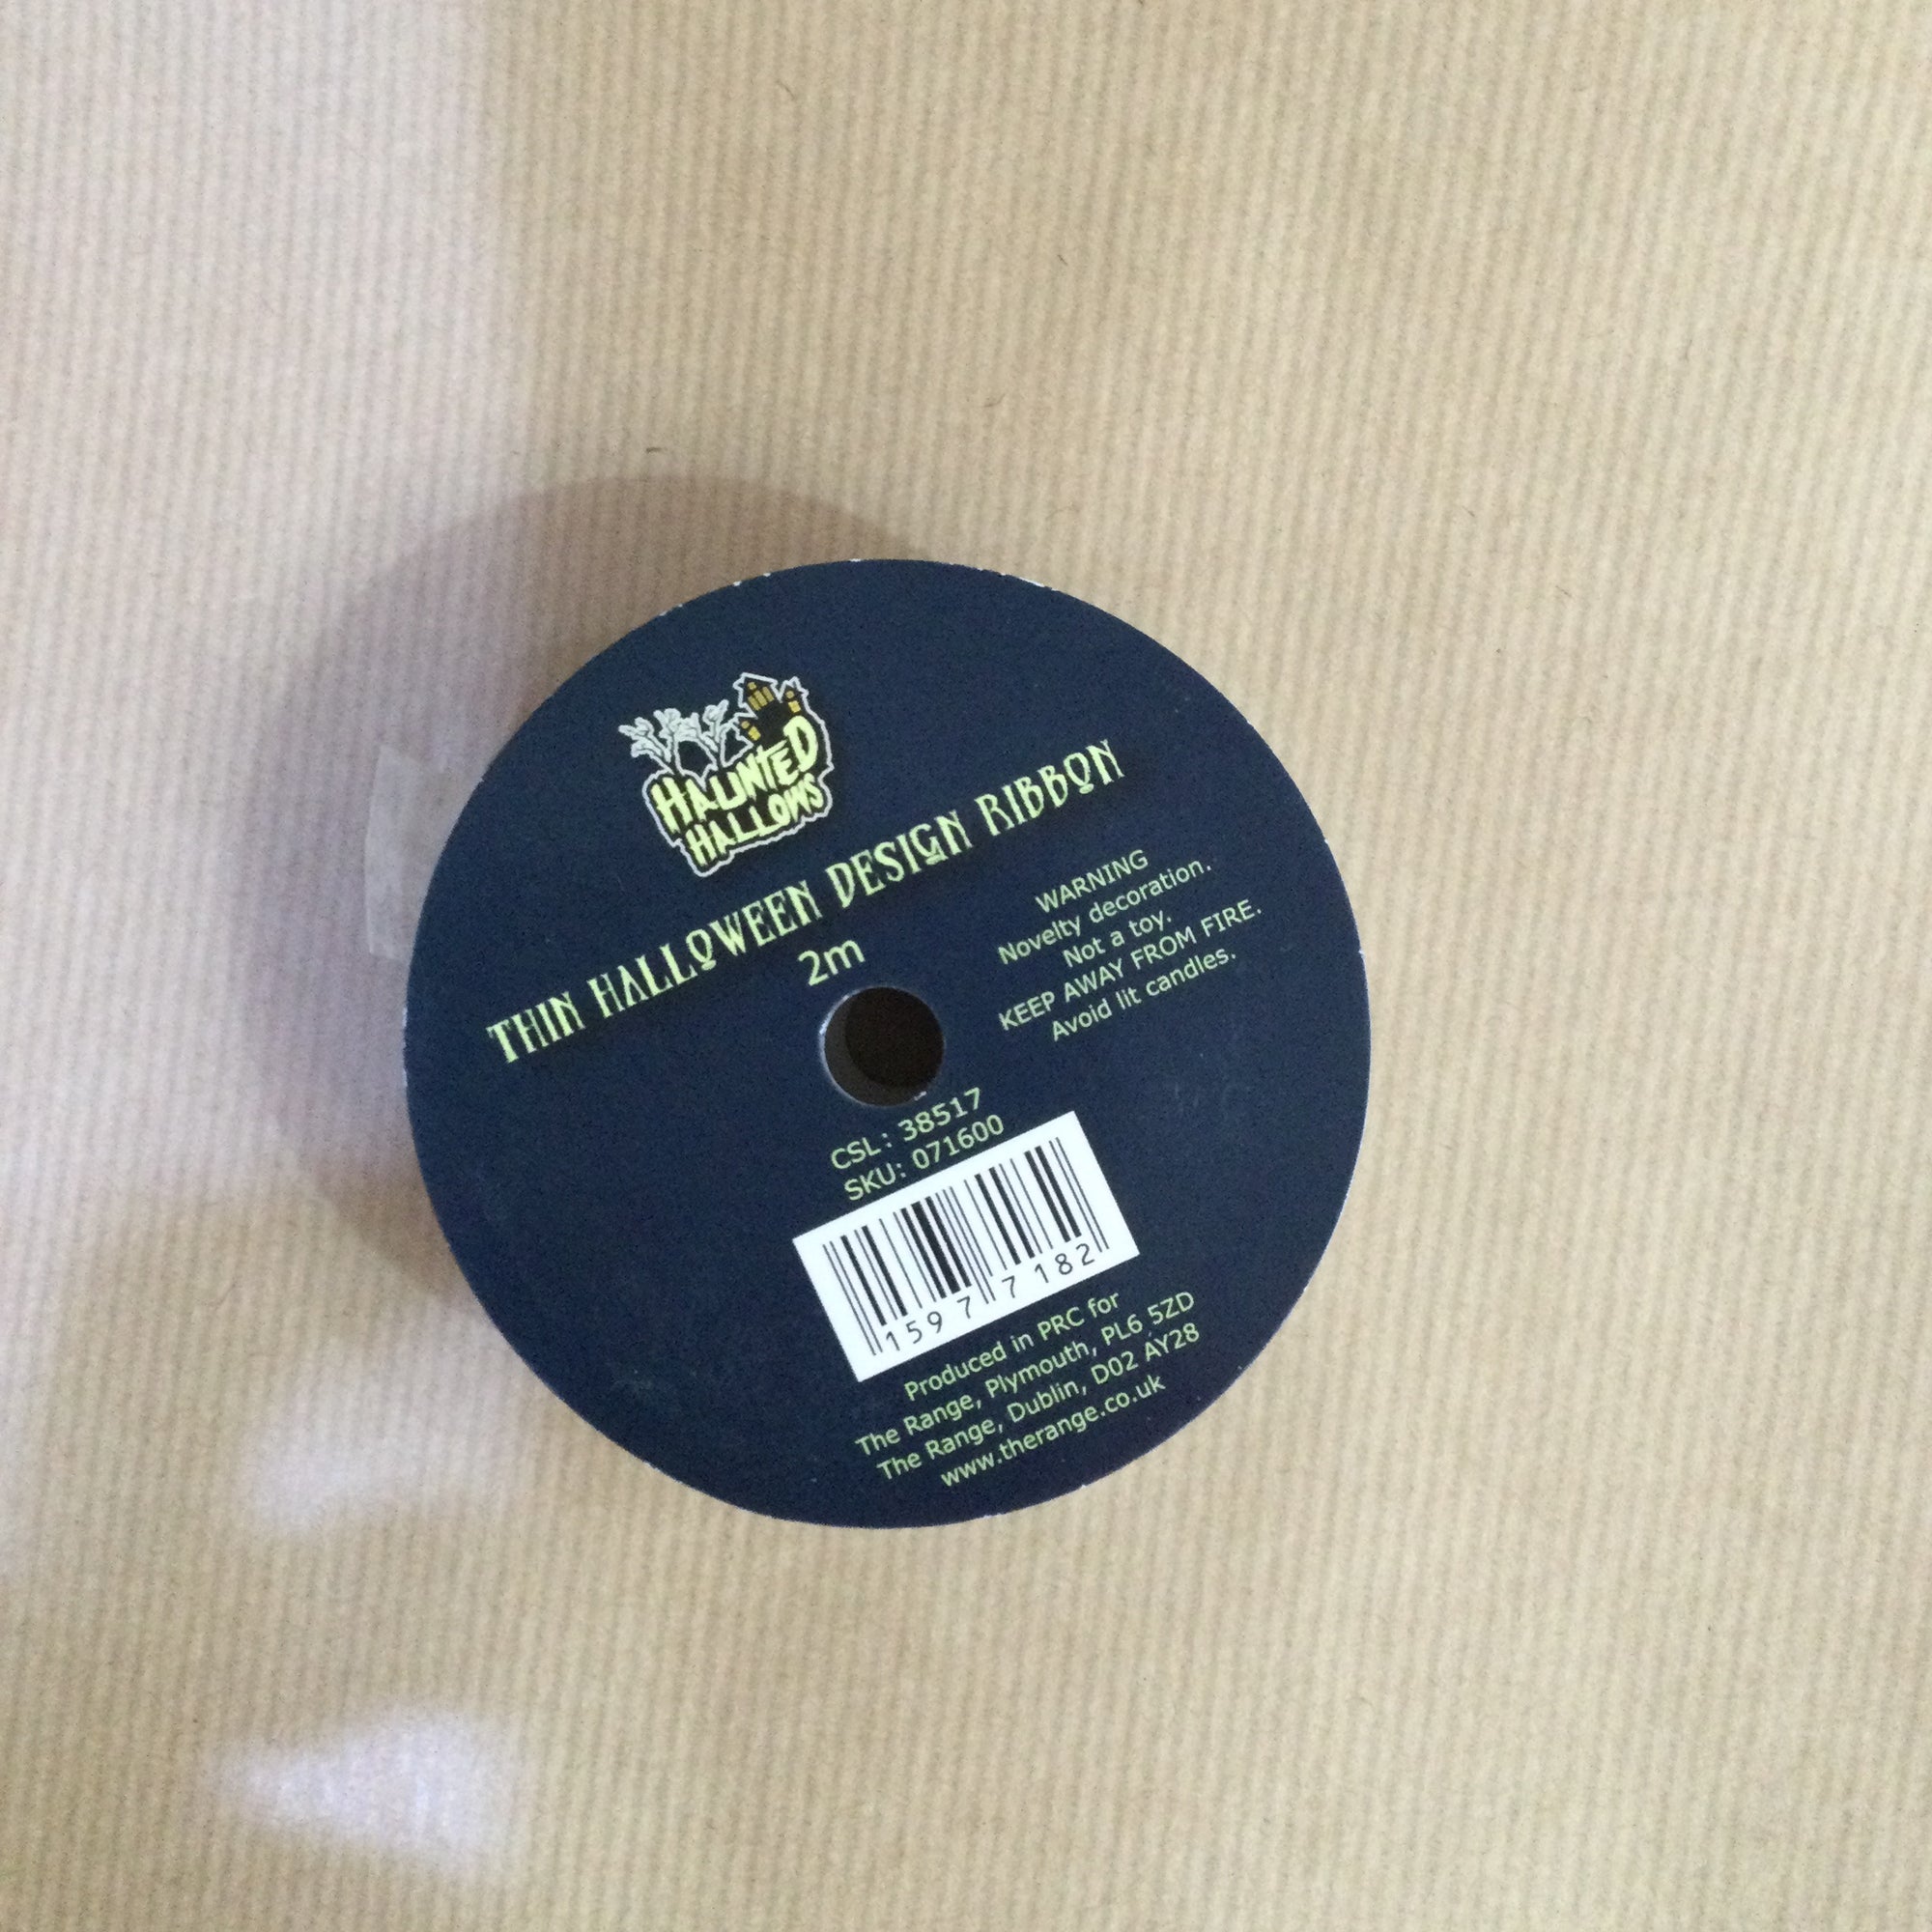 HAUNTED
HALLOWS
THIN HALLOWEEN DESIGN RIBBON
2m
WARNING
Novelty decoration.
Not a toy.
KEEP AWAY FROM FIRE.
Avoid lit candles.
CSL: 38517
SKU: 071600
1597 7182
Produced in PRC for
The Range, Plymouth, PL6 5ZD
The Range, Dublin, D02 AY28
www.therange.co.uk